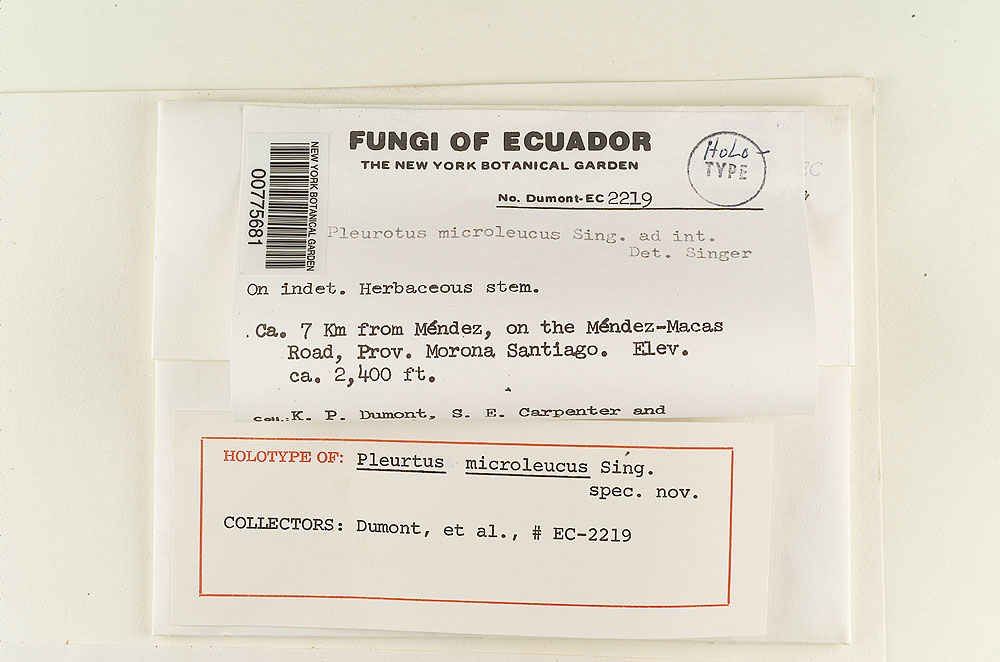 FUNGI OF ECUADOR
THE NEW YORK BOTANICAL GARDEN
HOLO-
TYPE
No. Dumont-EC 2219
EC
NEW YORK BOTANICAL GARDEN
00775681
Pleurotus microleucus Sing. ad int.
Det. Singer
On indet. Herbaceous stem.
Ca. 7 Km from Méndez, on the Méndez-Macas
Road, Prov. Morona Santiago. Elev.
ca. 2,400 ft.
Coll.: K. P. Dumont, S. E. Carpenter and
HOLOTYPE OF: Pleurtus microleucus Sing.
spec. nov.
COLLECTORS: Dumont, et al., # EC-2219